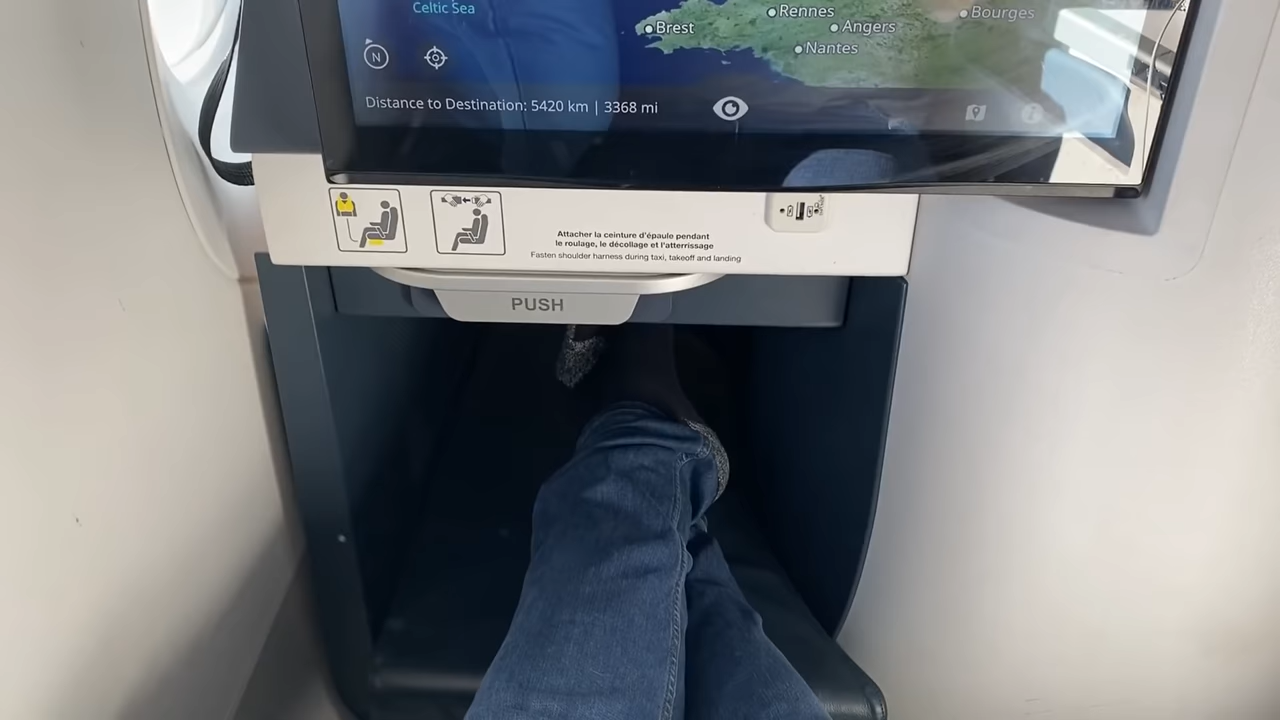 Celtic Sea
Rennes
Bourges
Brest
Angers
Nantes
N
Distance to Destination: 5420 km | 3368 mi
Attacher la ceinture d'épaule pendant
le roulage, le décollage et l'atterrissage
Fasten shoulder harness during taxi, takeoff and landing
PUSH